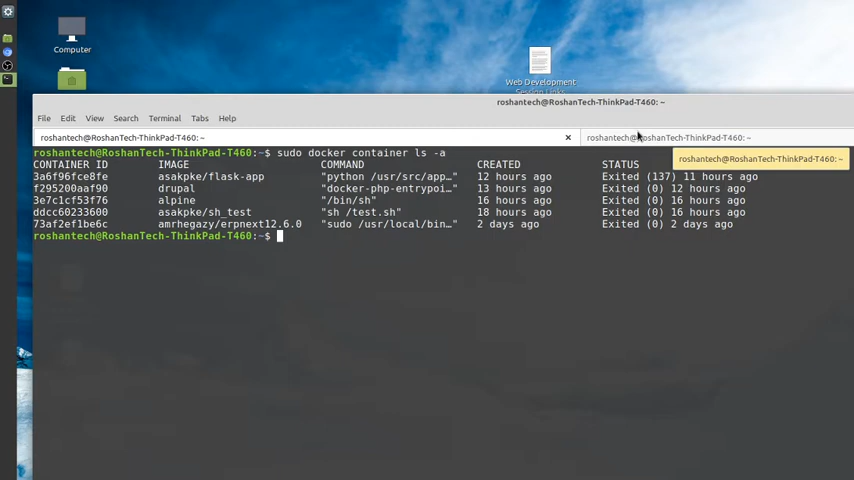 Computer
Web Development
roshantech@RoshanTech-ThinkPad-T460: ~
File Edit View Search Terminal Tabs Help
roshantech@RoshanTech-ThinkPad-T460: ~ × roshantech@RoshanTech-ThinkPad-T460: ~
roshantech@RoshanTech-ThinkPad-T460: ~
roshantech@RoshanTech-ThinkPad-T460:~$ sudo docker container ls -a
CONTAINER ID IMAGE COMMAND CREATED STATUS
3a6f96fce8fe asakpke/flask-app "python /usr/src/app…" 12 hours ago Exited (137) 11 hours ago
f295200aaf90 drupal "docker-php-entrypoi…" 13 hours ago Exited (0) 12 hours ago
3e7c1cf53f76 alpine "/bin/sh" 16 hours ago Exited (0) 16 hours ago
ddcc60233600 asakpke/sh_test "sh /test.sh" 18 hours ago Exited (0) 16 hours ago
73af2ef1be6c amrhegazy/erpnext12.6.0 "sudo /usr/local/bin…" 2 days ago Exited (0) 2 days ago
roshantech@RoshanTech-ThinkPad-T460:~$